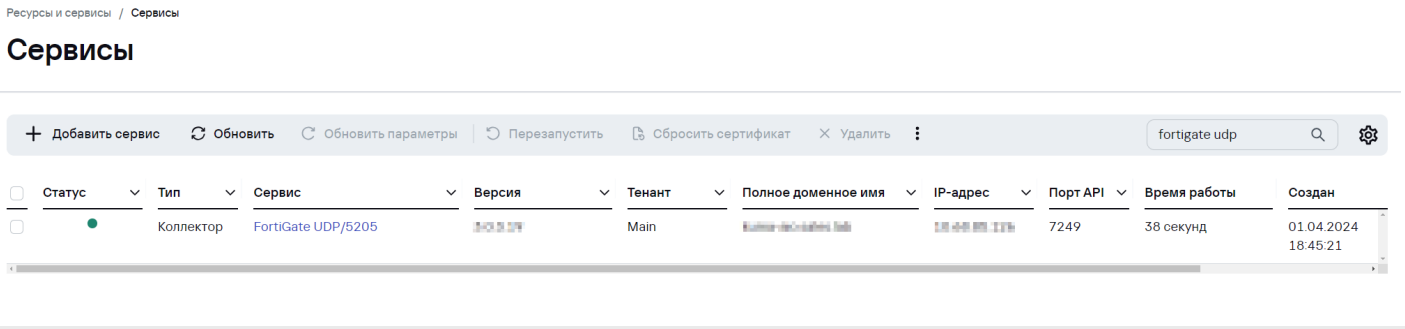 Ресурсы и сервисы / Сервисы
Сервисы
Добавить сервис Обновить Обновить параметры Перезапустить Сбросить сертификат Удалить fortigate udp
Статус Тип Сервис Версия Тенант Полное доменное имя IP-адрес Порт API Время работы Создан
Коллектор FortiGate UDP/5205 Main 7249 38 секунд 01.04.2024
18:45:21